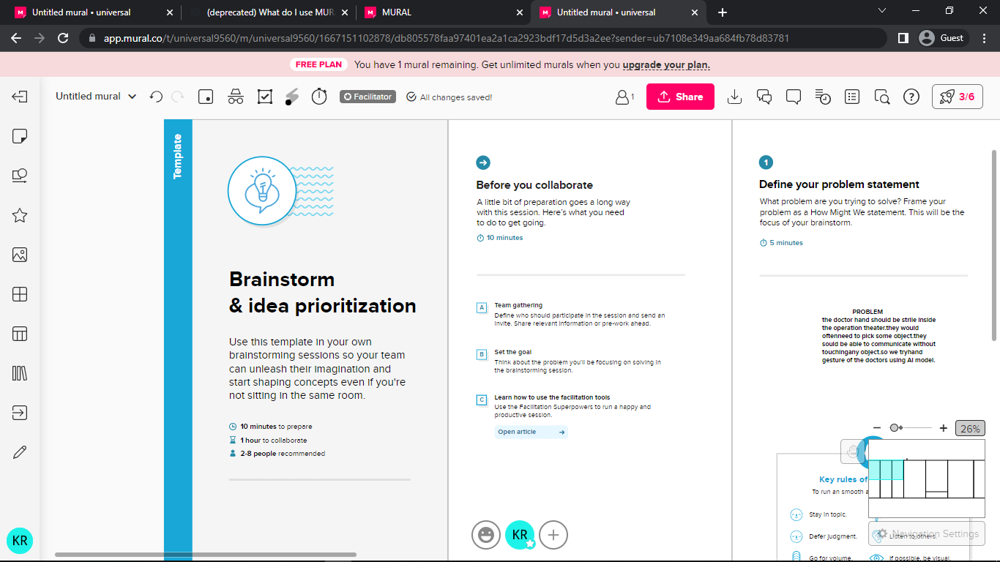 Untitled mural • universal
(deprecated) What do I use MUR
MURAL
Untitled mural • universal
app.mural.co/t/universal9560/m/universal9560/1667151102878/db805578faa97401ea2a1ca2923bdf17d5d3a2ee?sender=ub7108e349aa684fb78d83781
Guest
FREE PLAN You have 1 mural remaining. Get unlimited murals when you upgrade your plan.
Untitled mural
Facilitator
All changes saved!
1
Share
3/6
Template
Brainstorm
& idea prioritization
Use this template in your own
brainstorming sessions so your team
can unleash their imagination and
start shaping concepts even if you're
not sitting in the same room.
10 minutes to prepare
1 hour to collaborate
2-8 people recommended
Before you collaborate
A little bit of preparation goes a long way
with this session. Here's what you need
to do to get going.
10 minutes
A
Team gathering
Define who should participate in the session and send an
invite. Share relevant information or pre-work ahead.
B
Set the goal
Think about the problem you'll be focusing on solving in
the brainstorming session.
C
Learn how to use the facilitation tools
Use the Facilitation Superpowers to run a happy and
productive session.
Open article
1
Define your problem statement
What problem are you trying to solve? Frame your
problem as a How Might We statement. This will be the
focus of your brainstorm.
5 minutes
PROBLEM
the doctor hand should be strile inside
the operation theater.they would
oftenneed to pick some object.they
sould be able to communicate without
touchingany object.so we tryhand
gesture of the doctors using AI model.
26%
Key rules of
To run an smooth a
Stay in topic.
Defer judgment.
Listen to others.
Go for volume.
If possible, be visual.
Navigation Settings
KR
KR